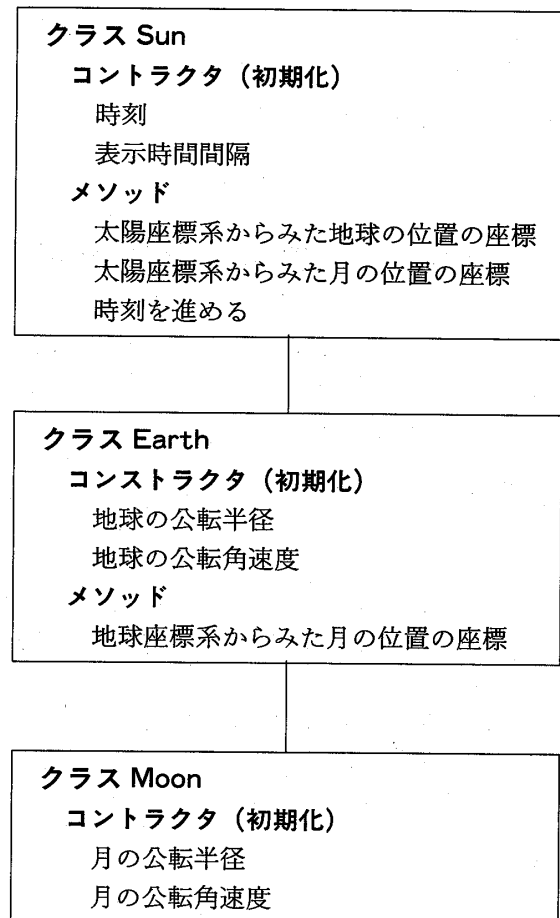 クラス Sun
コントラクタ（初期化）
時刻
表示時間間隔
メソッド
太陽座標系からみた地球の位置の座標
太陽座標系からみた月の位置の座標
時刻を進める
クラス Earth
コンストラクタ（初期化）
地球の公転半径
地球の公転角速度
メソッド
地球座標系からみた月の位置の座標
クラス Moon
コントラクタ（初期化）
月の公転半径
月の公転角速度